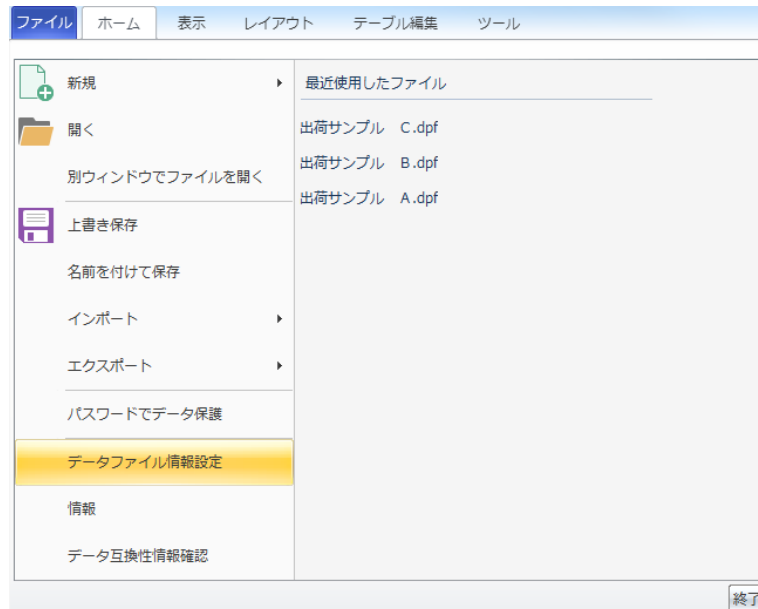 ファイル ホーム 表示 レイアウト テーブル編集 ツール
新規
開く
別ウィンドウでファイルを開く
上書き保存
名前を付けて保存
インポート
エクスポート
パスワードでデータ保護
データファイル情報設定
情報
データ互換性情報確認
最近使用したファイル
出荷サンプル　C.dpf
出荷サンプル　B.dpf
出荷サンプル　A.dpf
終了